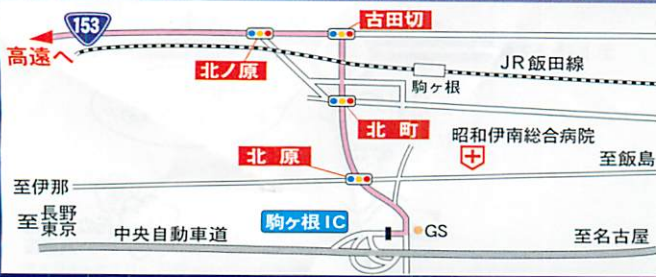 153
古田切
高遠へ
北ノ原
JR飯田線
駒ヶ根
北町
昭和伊南総合病院
北原
至飯島
至伊那
至長野
東京
駒ヶ根IC
GS
中央自動車道
至名古屋